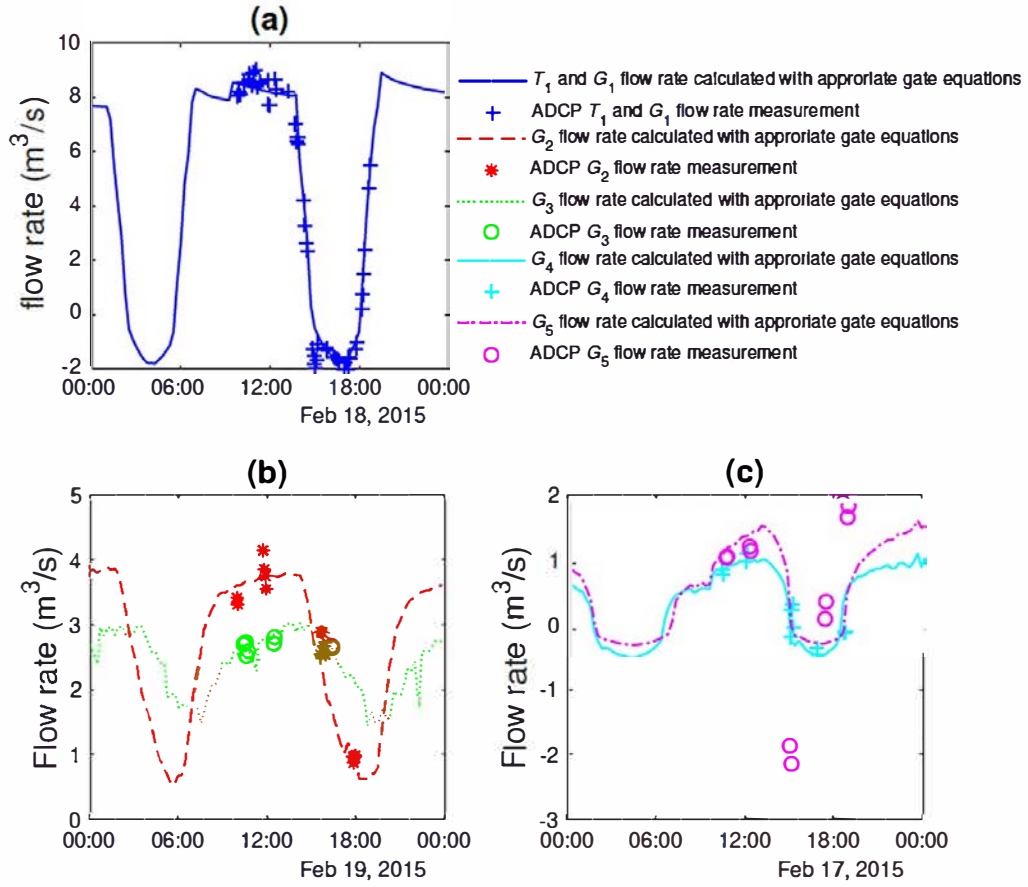 (a)
10
8
6
4
2
0
-2
flow rate (m³/s)
00:00 06:00 12:00 18:00 00:00
Feb 18, 2015
T₁ and G₁ flow rate calculated with approriate gate equations
ADCP T₁ and G₁ flow rate measurement
G₂ flow rate calculated with approriate gate equations
ADCP G₂ flow rate measurement
G₃ flow rate calculated with approriate gate equations
ADCP G₃ flow rate measurement
G₄ flow rate calculated with approriate gate equations
ADCP G₄ flow rate measurement
G₅ flow rate calculated with approriate gate equations
ADCP G₅ flow rate measurement
(b)
5
4
3
2
1
0
Flow rate (m³/s)
00:00 06:00 12:00 18:00 00:00
Feb 19, 2015
(c)
2
1
0
-1
-2
-3
Flow rate (m³/s)
00:00 06:00 12:00 18:00 00:00
Feb 17, 2015